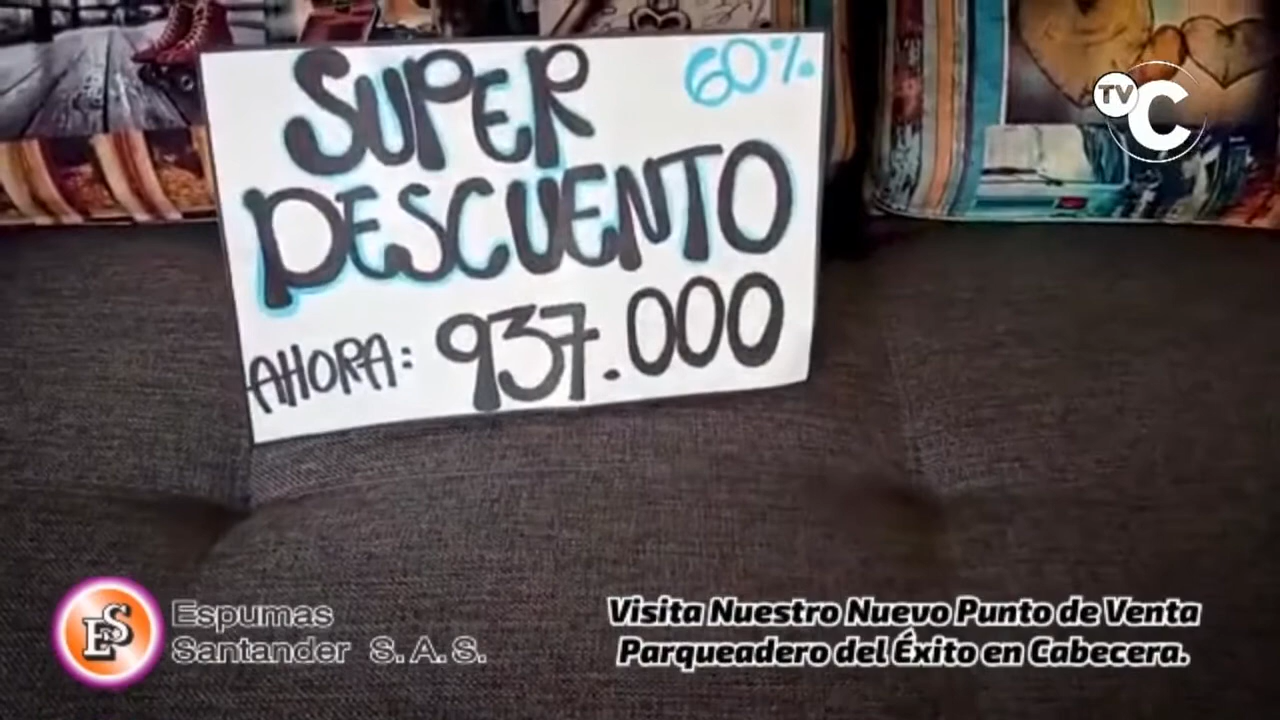 SUPER
60%
DESCUENTO
AHORA: 937.000
TVC
ES
Espumas
Santander S.A.S.
Visita Nuestro Nuevo Punto de Venta
Parqueadero del Éxito en Cabecera.